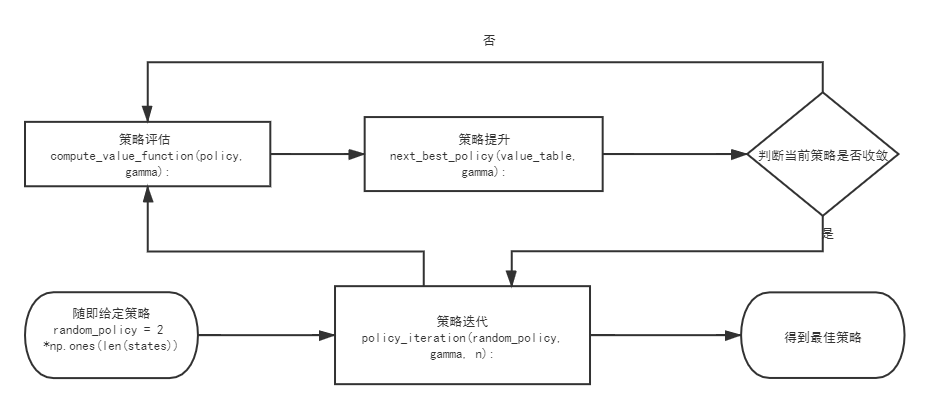 否
策略评估
compute_value_function(policy,
gamma):
策略提升
next_best_policy(value_table,
gamma):
判断当前策略是否收敛
是
随即给定策略
random_policy = 2
*np.ones(len(states))
策略迭代
policy_iteration(random_policy,
gamma, n):
得到最佳策略